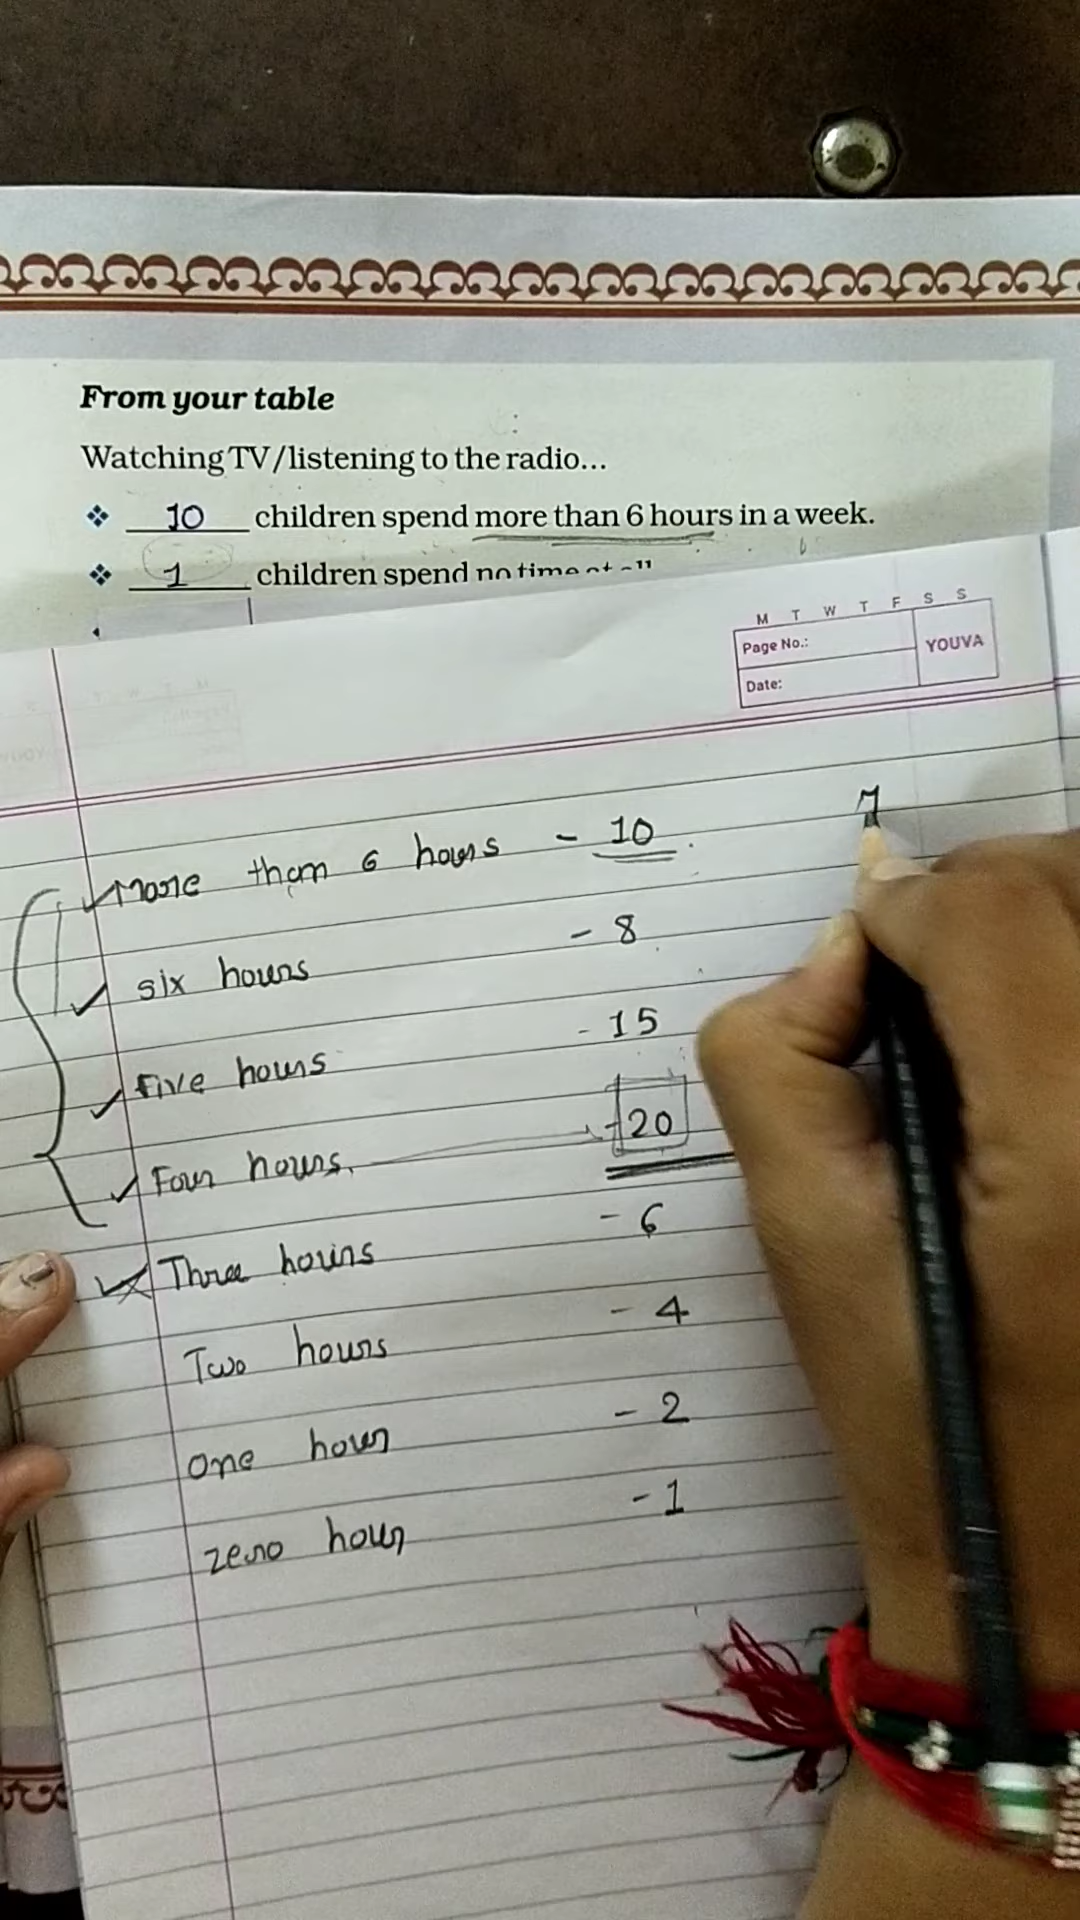 From your table
Watching TV/listening to the radio...
❖ 10 children spend more than 6 hours in a week.
❖ 1 children spend no time at all
M T W T F S S
Page No.:
YOUVA
Date:
More than 6 hours - 10
7
six hours - 8
Five hours - 15
Four hours - 20
Three hours - 6
Two hours - 4
one hour - 2
zero hour - 1